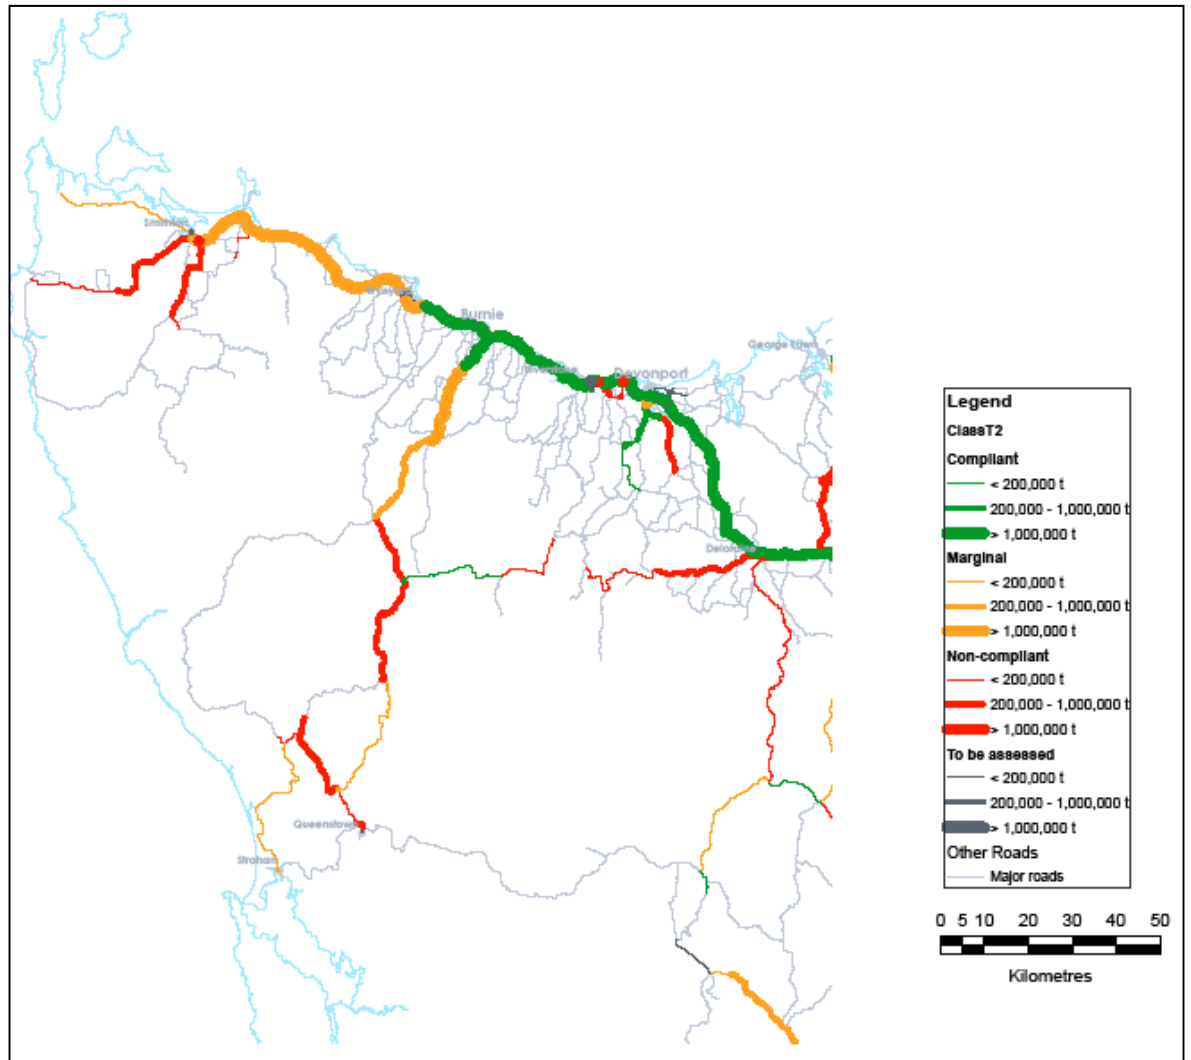 Smithton
Burnie
George Town
Devonport
Deloraine
Queenstown
Strahan
Legend
ClassT2
Compliant
< 200,000 t
200,000 - 1,000,000 t
> 1,000,000 t
Marginal
< 200,000 t
200,000 - 1,000,000 t
> 1,000,000 t
Non-compliant
< 200,000 t
200,000 - 1,000,000 t
> 1,000,000 t
To be assessed
< 200,000 t
200,000 - 1,000,000 t
> 1,000,000 t
Other Roads
Major roads
0 5 10 20 30 40 50
Kilometres